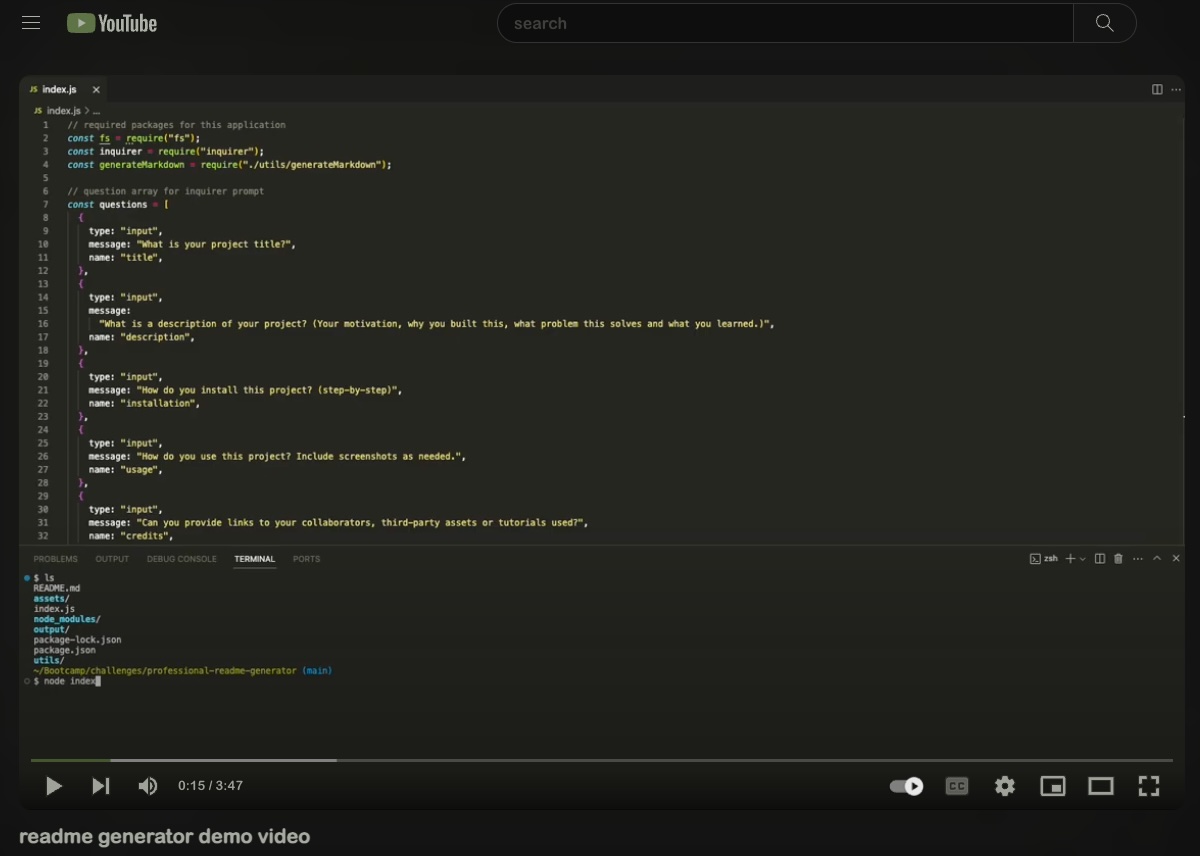 YouTube
search
JS index.js ×
JS index.js > ...
1 // required packages for this application
2 const fs = require("fs");
3 const inquirer = require("inquirer");
4 const generateMarkdown = require("./utils/generateMarkdown");
5
6 // question array for inquirer prompt
7 const questions = [
8 {
9 type: "input",
10 message: "What is your project title?",
11 name: "title",
12 },
13 {
14 type: "input",
15 message:
16 "What is a description of your project? (Your motivation, why you built this, what problem this solves and what you learned.)",
17 name: "description",
18 },
19 {
20 type: "input",
21 message: "How do you install this project? (step-by-step)",
22 name: "installation",
23 },
24 {
25 type: "input",
26 message: "How do you use this project? Include screenshots as needed.",
27 name: "usage",
28 },
29 {
30 type: "input",
31 message: "Can you provide links to your collaborators, third-party assets or tutorials used?",
32 name: "credits",
PROBLEMS OUTPUT DEBUG CONSOLE TERMINAL PORTS zsh
$ ls
README.md
assets/
index.js
node_modules/
output/
package-lock.json
package.json
utils/
~/Bootcamp/challenges/professional-readme-generator (main)
$ node index
0:15 / 3:47 CC
readme generator demo video